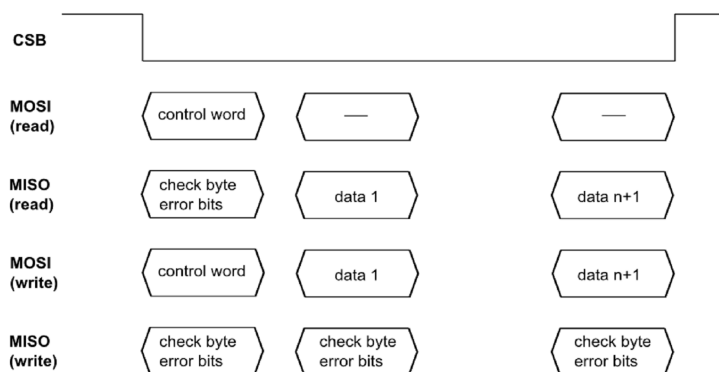 CSB
MOSI
(read)
control word
—
—
MISO
(read)
check byte
error bits
data 1
data n+1
MOSI
(write)
control word
data 1
data n+1
MISO
(write)
check byte
error bits
check byte
error bits
check byte
error bits